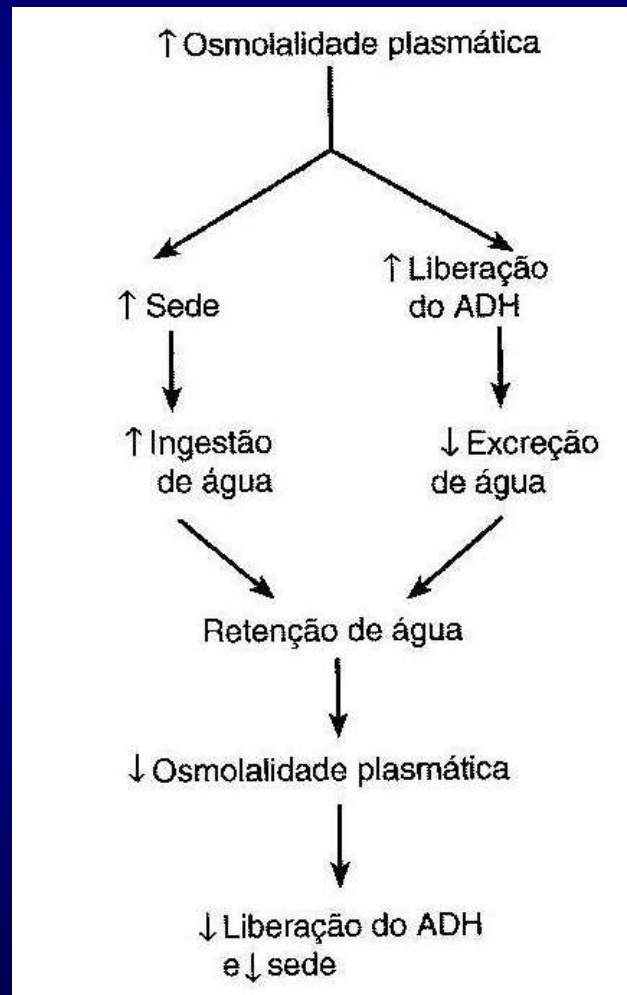 ↑ Osmolalidade plasmática
↑ Sede
↑ Liberação
do ADH
↑ Ingestão
de água
↓ Excreção
de água
Retenção de água
↓ Osmolalidade plasmática
↓ Liberação do ADH
e ↓ sede